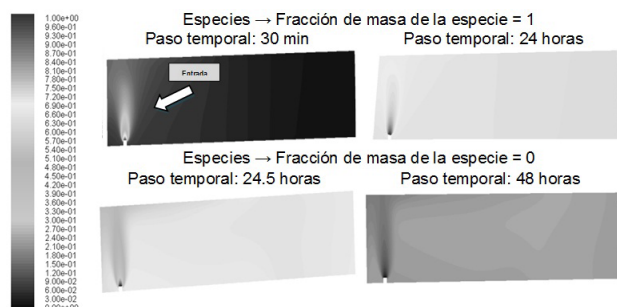 Especies → Fracción de masa de la especie = 1
Paso temporal: 30 min
24 horas
Entrada
Especies → Fracción de masa de la especie = 0
Paso temporal: 24.5 horas
Paso temporal: 48 horas
1.00e+00
9.60e-01
9.30e-01
9.00e-01
8.70e-01
8.40e-01
8.10e-01
7.80e-01
7.50e-01
7.20e-01
6.90e-01
6.60e-01
6.30e-01
6.00e-01
5.70e-01
5.40e-01
5.10e-01
4.80e-01
4.50e-01
4.20e-01
3.90e-01
3.60e-01
3.30e-01
3.00e-01
2.70e-01
2.40e-01
2.10e-01
1.80e-01
1.50e-01
1.20e-01
9.00e-02
6.00e-02
3.00e-02